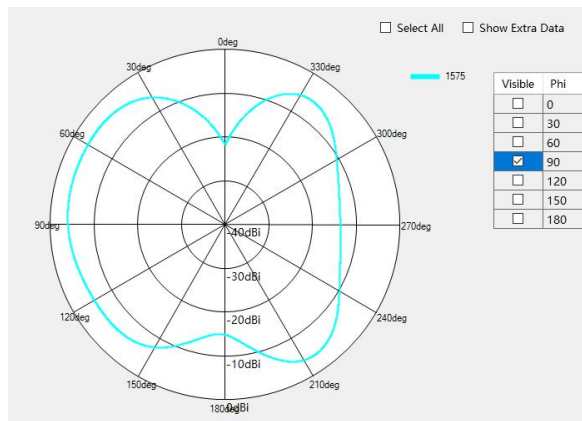 Select All
Show Extra Data
0deg
30deg
330deg
1575
Visible Phi
0
30
60
90
120
150
180
60deg
300deg
90deg
270deg
-40dBi
-30dBi
120deg
240deg
-20dBi
-10dBi
150deg
210deg
180deg
0dBi